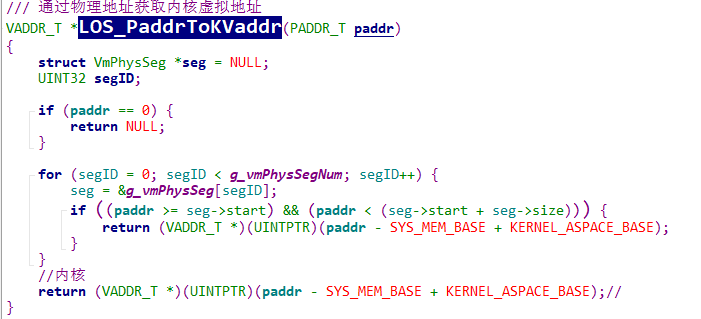 /// 通过物理地址获取内核虚拟地址
VADDR_T *LOS_PaddrToKVaddr(PADDR_T paddr)
{
    struct VmPhysSeg *seg = NULL;
    UINT32 segID;

    if (paddr == 0) {
        return NULL;
    }

    for (segID = 0; segID < g_vmPhysSegNum; segID++) {
        seg = &g_vmPhysSeg[segID];
        if ((paddr >= seg->start) && (paddr < (seg->start + seg->size))) {
            return (VADDR_T *)(UINTPTR)(paddr - SYS_MEM_BASE + KERNEL_ASPACE_BASE);
        }
    }
    //内核
    return (VADDR_T *)(UINTPTR)(paddr - SYS_MEM_BASE + KERNEL_ASPACE_BASE);//
}